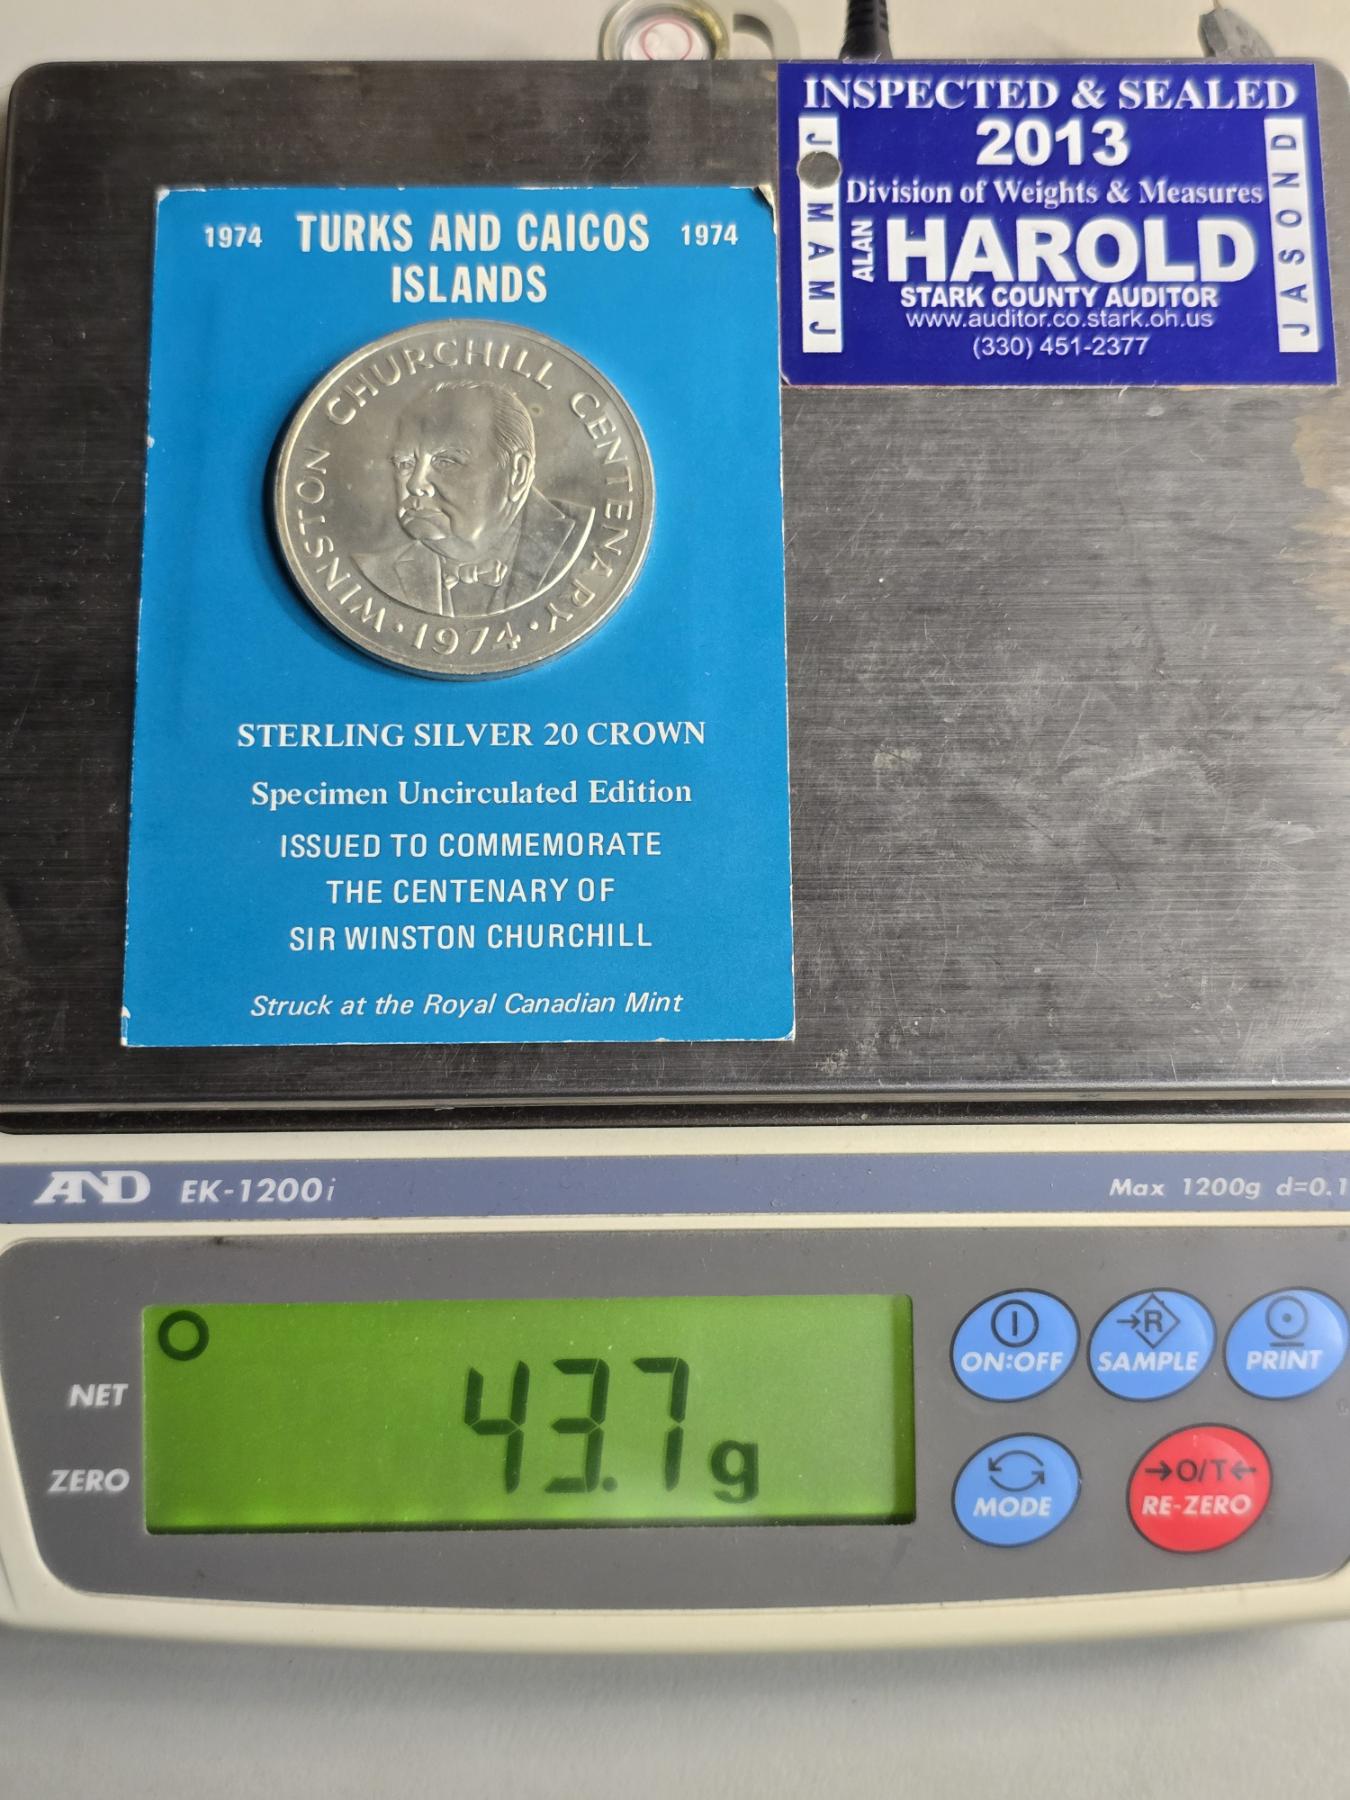 INSPECTED & SEALED
2013
Division of Weights & Measures
ALAN
HAROLD
STARK COUNTY AUDITOR
www.auditor.co.stark.oh.us
(330) 451-2377
J
M A M J
J A S O N D
1974 TURKS AND CAICOS 1974
ISLANDS
WINSTON CHURCHILL CENTENARY
· 1974 ·
STERLING SILVER 20 CROWN
Specimen Uncirculated Edition
ISSUED TO COMMEMORATE
THE CENTENARY OF
SIR WINSTON CHURCHILL
Struck at the Royal Canadian Mint
AND EK-1200i Max 1200g d=0.1
NET
ZERO
43.7 g
ON:OFF
→R
SAMPLE
PRINT
MODE
→O/T←
RE-ZERO